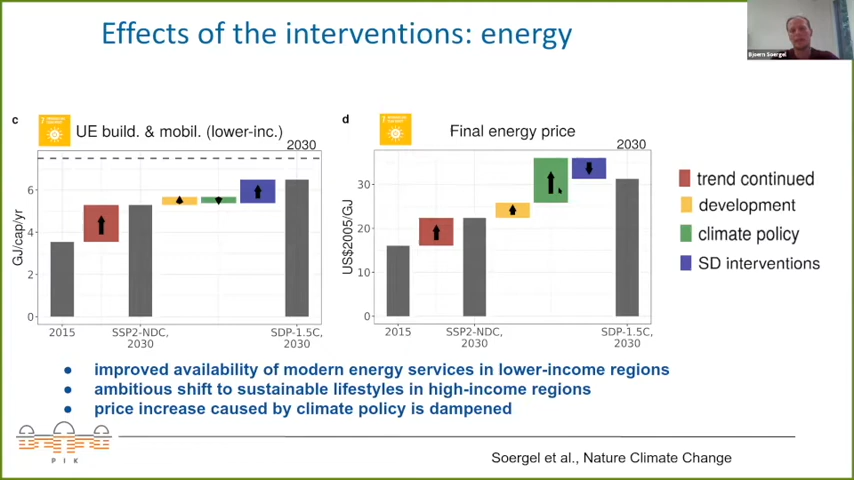 Effects of the interventions: energy
Bjoern Soergel
c
UE build. & mobil. (lower-inc.)
2030
GJ/cap/yr
6
4
2
0
2015
SSP2-NDC,
2030
SDP-1.5C,
2030
d
Final energy price
2030
US$2005/GJ
30
20
10
0
2015
SSP2-NDC,
2030
SDP-1.5C,
2030
trend continued
development
climate policy
SD interventions
● improved availability of modern energy services in lower-income regions
● ambitious shift to sustainable lifestyles in high-income regions
● price increase caused by climate policy is dampened
P I K
Soergel et al., Nature Climate Change